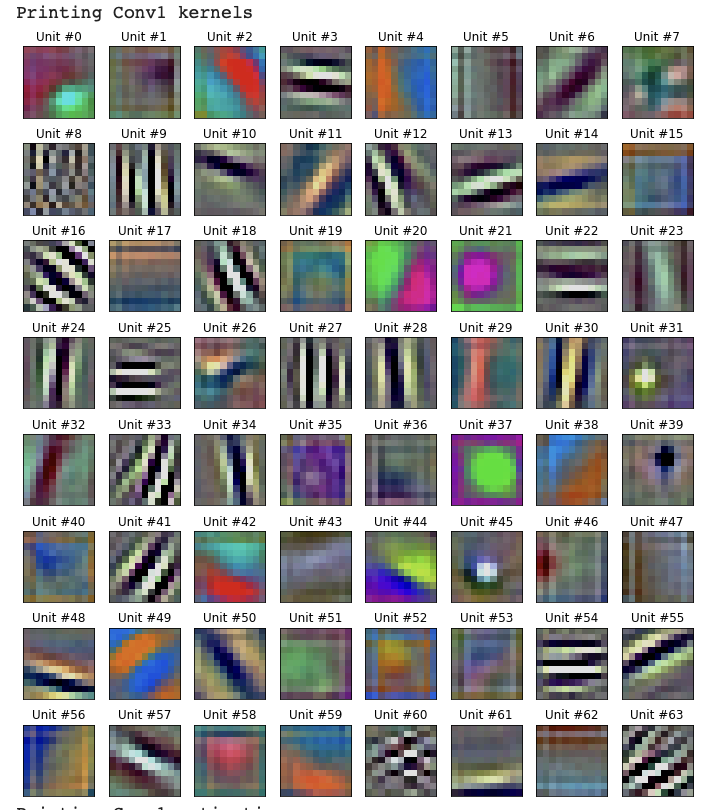 Printing Conv1 kernels
Unit #0 Unit #1 Unit #2 Unit #3 Unit #4 Unit #5 Unit #6 Unit #7
Unit #8 Unit #9 Unit #10 Unit #11 Unit #12 Unit #13 Unit #14 Unit #15
Unit #16 Unit #17 Unit #18 Unit #19 Unit #20 Unit #21 Unit #22 Unit #23
Unit #24 Unit #25 Unit #26 Unit #27 Unit #28 Unit #29 Unit #30 Unit #31
Unit #32 Unit #33 Unit #34 Unit #35 Unit #36 Unit #37 Unit #38 Unit #39
Unit #40 Unit #41 Unit #42 Unit #43 Unit #44 Unit #45 Unit #46 Unit #47
Unit #48 Unit #49 Unit #50 Unit #51 Unit #52 Unit #53 Unit #54 Unit #55
Unit #56 Unit #57 Unit #58 Unit #59 Unit #60 Unit #61 Unit #62 Unit #63